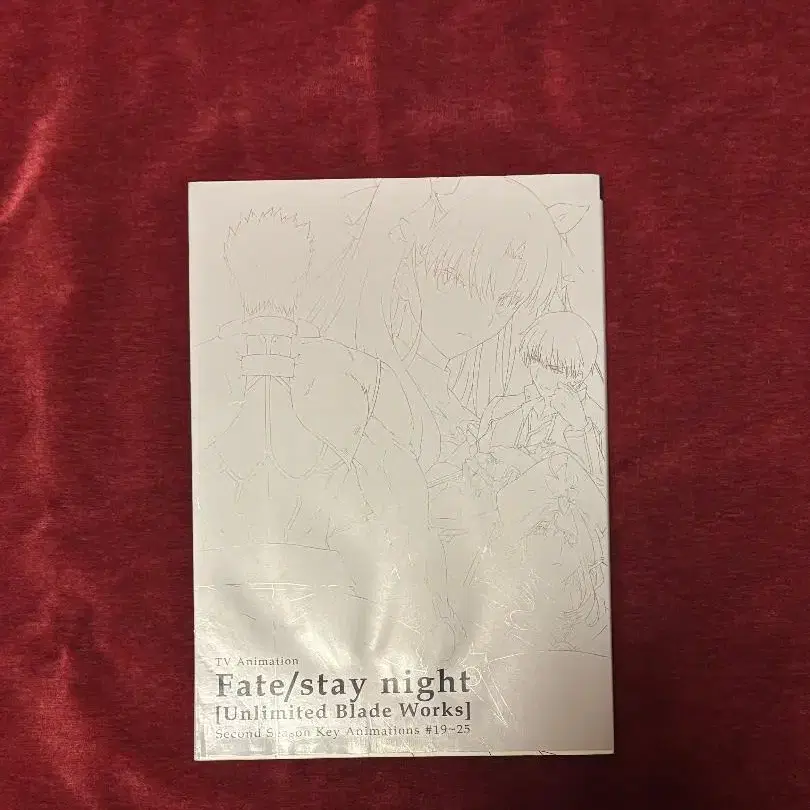 TV Animation
Fate/stay night
[Unlimited Blade Works]
Second Season Key Animations #19~25